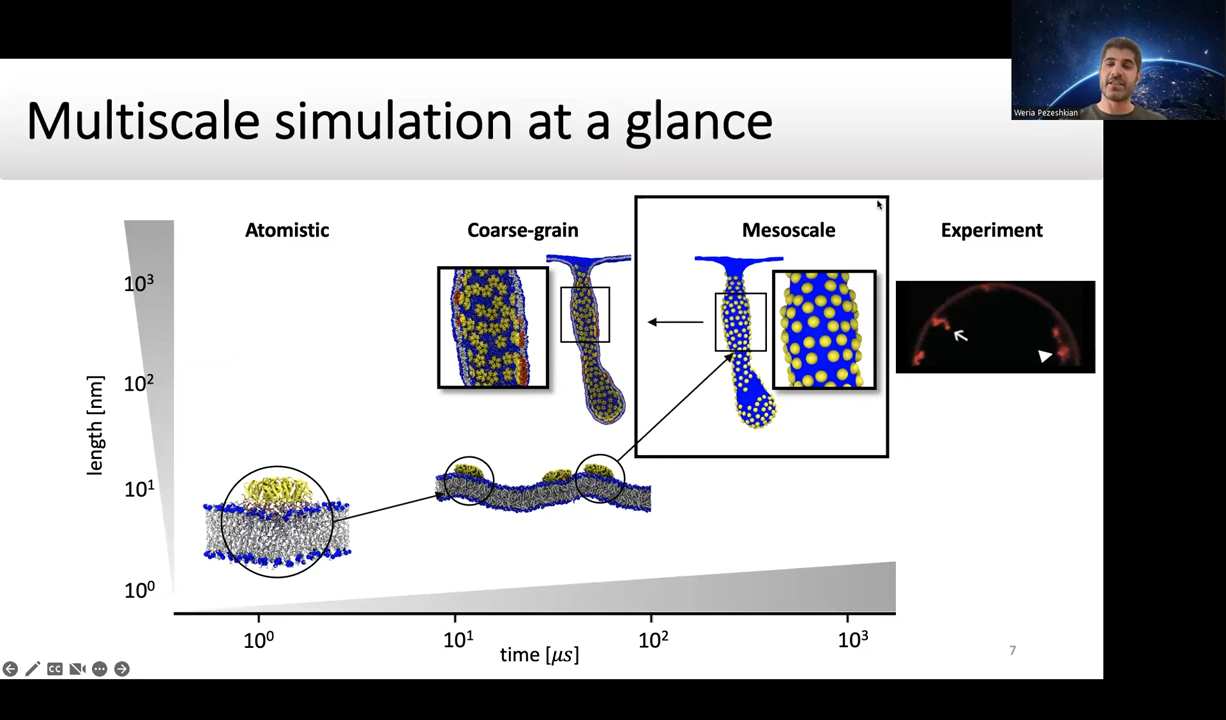 Weria Pezeshkian
Multiscale simulation at a glance
Atomistic
Coarse-grain
Mesoscale
Experiment
length [nm]
10³
10²
10¹
10⁰
10⁰
10¹
10²
10³
time [μs]
7
CC